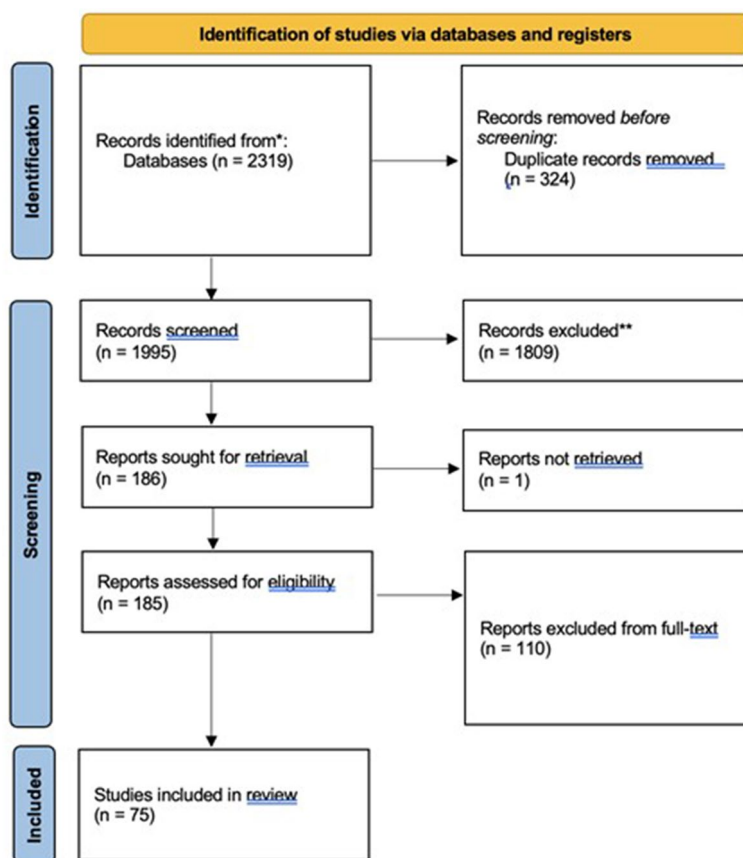 Identification of studies via databases and registers
Identification
Records identified from*:
Databases (n = 2319)
Records removed before
screening:
Duplicate records removed
(n = 324)
Screening
Records screened
(n = 1995)
Records excluded**
(n = 1809)
Reports sought for retrieval
(n = 186)
Reports not retrieved
(n = 1)
Reports assessed for eligibility
(n = 185)
Reports excluded from full-text
(n = 110)
Included
Studies included in review
(n = 75)